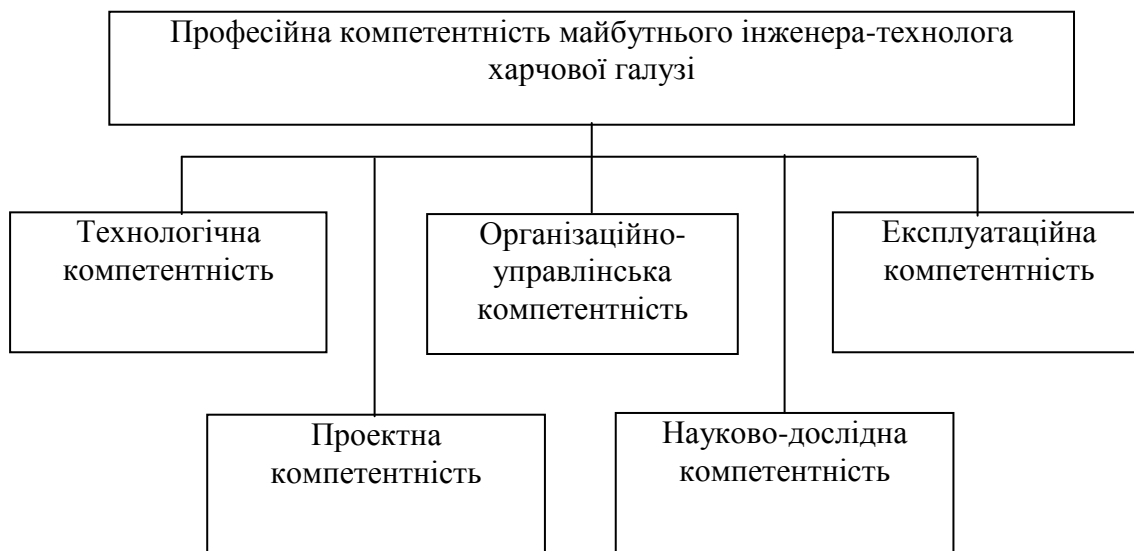 Професійна компетентність майбутнього інженера-технолога
харчової галузі
Технологічна
компетентність
Організаційно-
управлінська
компетентність
Експлуатаційна
компетентність
Проектна
компетентність
Науково-дослідна
компетентність